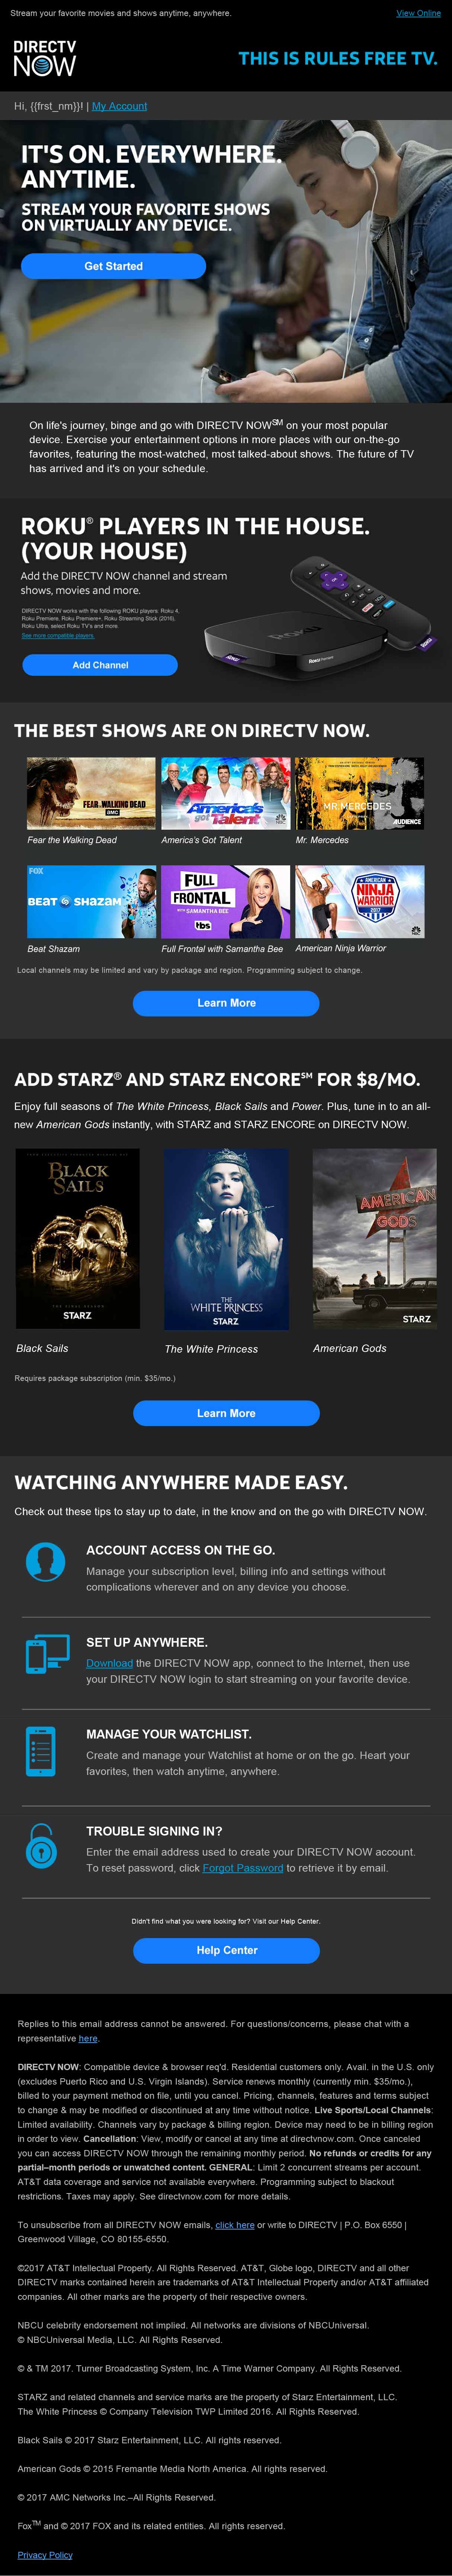 Stream your favorite movies and shows anytime, anywhere.
View Online
DIRECTV
NOW
THIS IS RULES FREE TV.
Hi, {{frst_nm}}! | My Account
IT'S ON. EVERYWHERE.
ANYTIME.
STREAM YOUR FAVORITE SHOWS
ON VIRTUALLY ANY DEVICE.
Get Started
On life's journey, binge and go with DIRECTV NOW℠ on your most popular
device. Exercise your entertainment options in more places with our on-the-go
favorites, featuring the most-watched, most talked-about shows. The future of TV
has arrived and it's on your schedule.
ROKU® PLAYERS IN THE HOUSE.
(YOUR HOUSE)
Add the DIRECTV NOW channel and stream
shows, movies and more.
DIRECTV NOW works with the following ROKU players: Roku 4,
Roku Premiere, Roku Premiere+, Roku Streaming Stick (2016),
Roku Ultra, select Roku TV's and more.
See more compatible players.
Add Channel
THE BEST SHOWS ARE ON DIRECTV NOW.
FEAR THE WALKING DEAD
AMC
America's
got Talent
MR. MERCEDES
AUDIENCE
Fear the Walking Dead
America's Got Talent
Mr. Mercedes
FOX
BEAT SHAZAM
FULL
FRONTAL
WITH SAMANTHA BEE
tbs
AMERICAN
NINJA
WARRIOR
2017
Beat Shazam
Full Frontal with Samantha Bee
American Ninja Warrior
Local channels may be limited and vary by package and region. Programming subject to change.
Learn More
ADD STARZ® AND STARZ ENCORE℠ FOR $8/MO.
Enjoy full seasons of The White Princess, Black Sails and Power. Plus, tune in to an all-
new American Gods instantly, with STARZ and STARZ ENCORE on DIRECTV NOW.
BLACK
SAILS
STARZ
THE
WHITE PRINCESS
STARZ
AMERICAN
GODS
STARZ
Black Sails
The White Princess
American Gods
Requires package subscription (min. $35/mo.)
Learn More
WATCHING ANYWHERE MADE EASY.
Check out these tips to stay up to date, in the know and on the go with DIRECTV NOW.
ACCOUNT ACCESS ON THE GO.
Manage your subscription level, billing info and settings without
complications wherever and on any device you choose.
SET UP ANYWHERE.
Download the DIRECTV NOW app, connect to the Internet, then use
your DIRECTV NOW login to start streaming on your favorite device.
MANAGE YOUR WATCHLIST.
Create and manage your Watchlist at home or on the go. Heart your
favorites, then watch anytime, anywhere.
TROUBLE SIGNING IN?
Enter the email address used to create your DIRECTV NOW account.
To reset password, click Forgot Password to retrieve it by email.
Didn't find what you were looking for? Visit our Help Center.
Help Center
Replies to this email address cannot be answered. For questions/concerns, please chat with a
representative here.
DIRECTV NOW: Compatible device & browser req'd. Residential customers only. Avail. in the U.S. only
(excludes Puerto Rico and U.S. Virgin Islands). Service renews monthly (currently min. $35/mo.),
billed to your payment method on file, until you cancel. Pricing, channels, features and terms subject
to change & may be modified or discontinued at any time without notice. Live Sports/Local Channels:
Limited availability. Channels vary by package & billing region. Device may need to be in billing region
in order to view. Cancellation: View, modify or cancel at any time at directvnow.com. Once canceled
you can access DIRECTV NOW through the remaining monthly period. No refunds or credits for any
partial–month periods or unwatched content. GENERAL: Limit 2 concurrent streams per account.
AT&T data coverage and service not available everywhere. Programming subject to blackout
restrictions. Taxes may apply. See directvnow.com for more details.
To unsubscribe from all DIRECTV NOW emails, click here or write to DIRECTV | P.O. Box 6550 |
Greenwood Village, CO 80155-6550.
©2017 AT&T Intellectual Property. All Rights Reserved. AT&T, Globe logo, DIRECTV and all other
DIRECTV marks contained herein are trademarks of AT&T Intellectual Property and/or AT&T affiliated
companies. All other marks are the property of their respective owners.
NBCU celebrity endorsement not implied. All networks are divisions of NBCUniversal.
© NBCUniversal Media, LLC. All Rights Reserved.
© & TM 2017. Turner Broadcasting System, Inc. A Time Warner Company. All Rights Reserved.
STARZ and related channels and service marks are the property of Starz Entertainment, LLC.
The White Princess © Company Television TWP Limited 2016. All Rights Reserved.
Black Sails © 2017 Starz Entertainment, LLC. All rights reserved.
American Gods © 2015 Fremantle Media North America. All rights reserved.
© 2017 AMC Networks Inc.–All Rights Reserved.
Fox™ and © 2017 FOX and its related entities. All rights reserved.
Privacy Policy